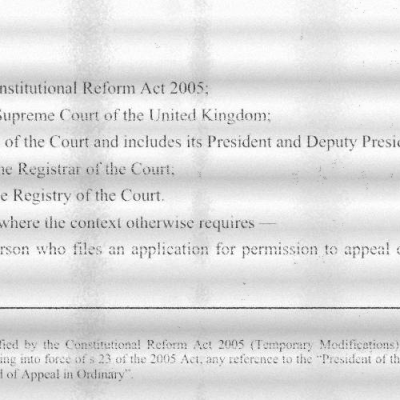 nstitutional Reform Act 2005;
Supreme Court of the United Kingdom;
of the Court and includes its President and Deputy Presi
he Registrar of the Court;
e Registry of the Court.
where the context otherwise requires —
rson who files an application for permission to appeal
fied by the Constitutional Reform Act 2005 (Temporary Modifications)
ing into force of s 23 of the 2005 Act, any reference to the “President of th
d of Appeal in Ordinary”.